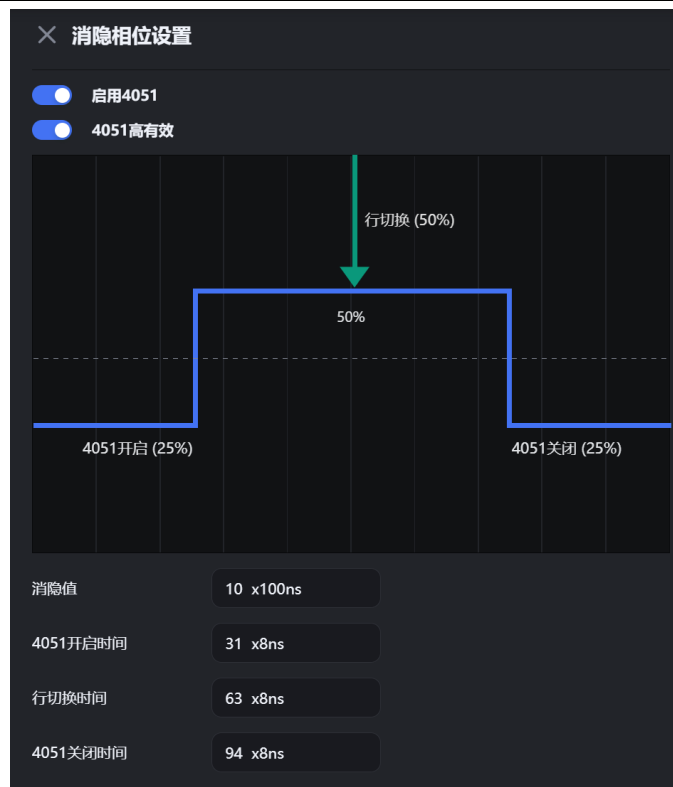 消隐相位设置
启用4051
4051高有效
行切换 (50%)
50%
4051开启 (25%)
4051关闭 (25%)
消隐值 10 x100ns
4051开启时间 31 x8ns
行切换时间 63 x8ns
4051关闭时间 94 x8ns